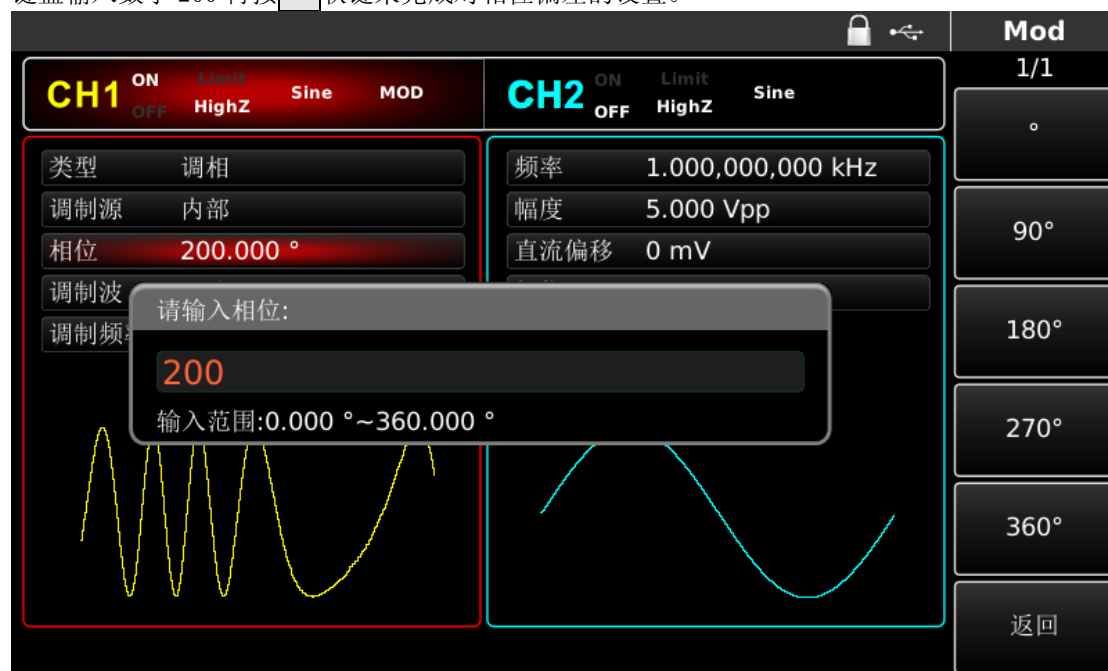 Mod
1/1
CH1 ON OFF Limit HighZ Sine MOD
CH2 ON OFF Limit HighZ Sine
类型 调相
调制源 内部
相位 200.000 °
调制波
调制频
频率 1.000,000,000 kHz
幅度 5.000 Vpp
直流偏移 0 mV
请输入相位:
200
输入范围:0.000 °~360.000 °
°
90°
180°
270°
360°
返回